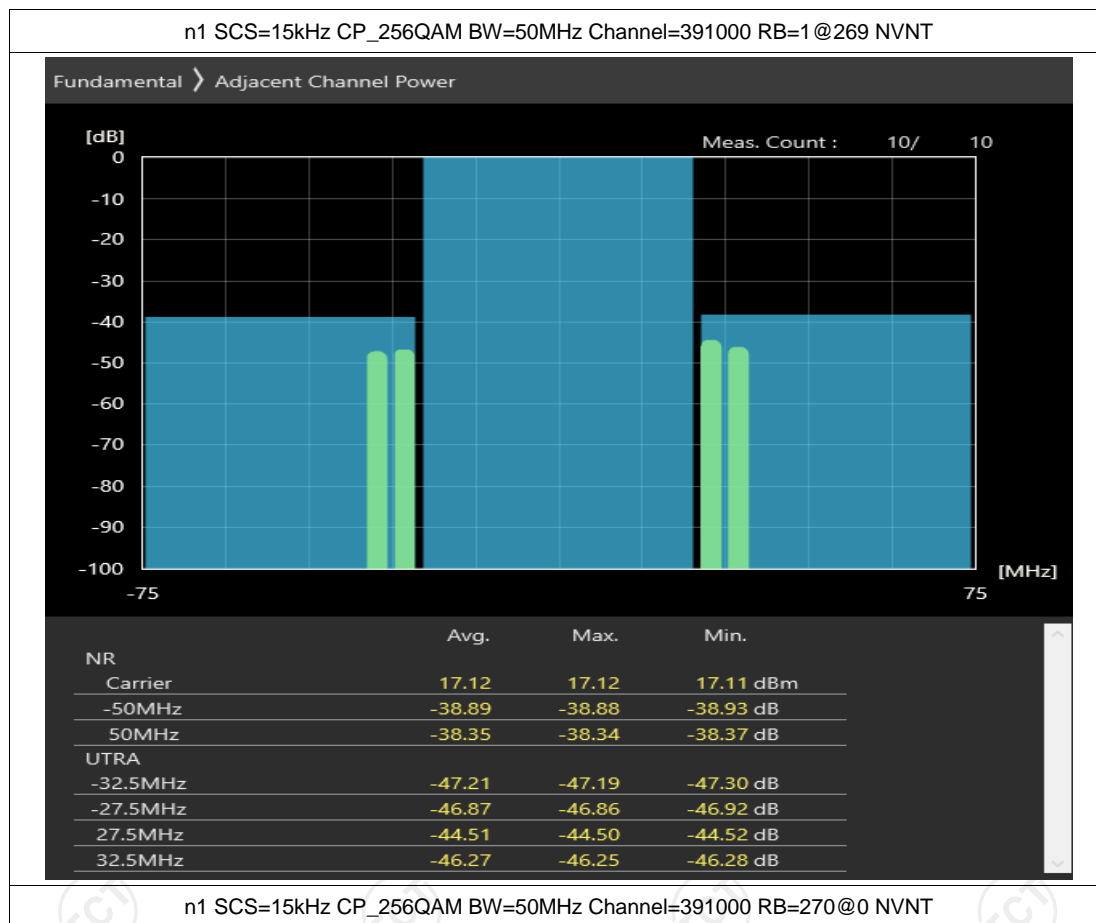 n1 SCS=15kHz CP_256QAM BW=50MHz Channel=391000 RB=1@269 NVNT
Fundamental > Adjacent Channel Power
[dB]
Meas. Count : 10/ 10
0
-10
-20
-30
-40
-50
-60
-70
-80
-90
-100
[MHz]
-75 75
Avg. Max. Min.
NR
Carrier 17.12 17.12 17.11 dBm
-50MHz -38.89 -38.88 -38.93 dB
50MHz -38.35 -38.34 -38.37 dB
UTRA
-32.5MHz -47.21 -47.19 -47.30 dB
-27.5MHz -46.87 -46.86 -46.92 dB
27.5MHz -44.51 -44.50 -44.52 dB
32.5MHz -46.27 -46.25 -46.28 dB
n1 SCS=15kHz CP_256QAM BW=50MHz Channel=391000 RB=270@0 NVNT